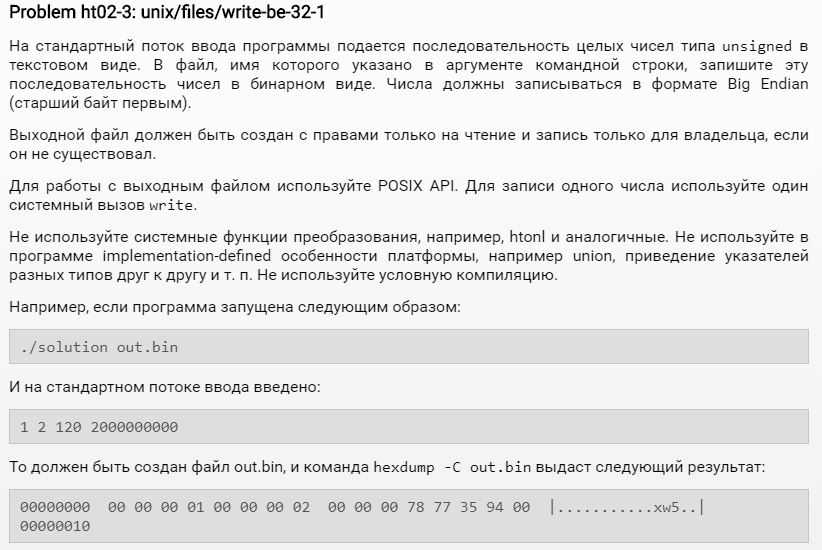 Problem ht02-3: unix/files/write-be-32-1
На стандартный поток ввода программы подается последовательность целых чисел типа unsigned в
текстовом виде. В файл, имя которого указано в аргументе командной строки, запишите эту
последовательность чисел в бинарном виде. Числа должны записываться в формате Big Endian
(старший байт первым).
Выходной файл должен быть создан с правами только на чтение и запись только для владельца, если
он не существовал.
Для работы с выходным файлом используйте POSIX API. Для записи одного числа используйте один
системный вызов write.
Не используйте системные функции преобразования, например, htonl и аналогичные. Не используйте в
программе implementation-defined особенности платформы, например union, приведение указателей
разных типов друг к другу и т. п. Не используйте условную компиляцию.
Например, если программа запущена следующим образом:
./solution out.bin
И на стандартном потоке ввода введено:
1 2 120 2000000000
То должен быть создан файл out.bin, и команда hexdump -C out.bin выдаст следующий результат:
00000000  00 00 00 01 00 00 00 02  00 00 00 78 77 35 94 00  |...........xw5..|
00000010